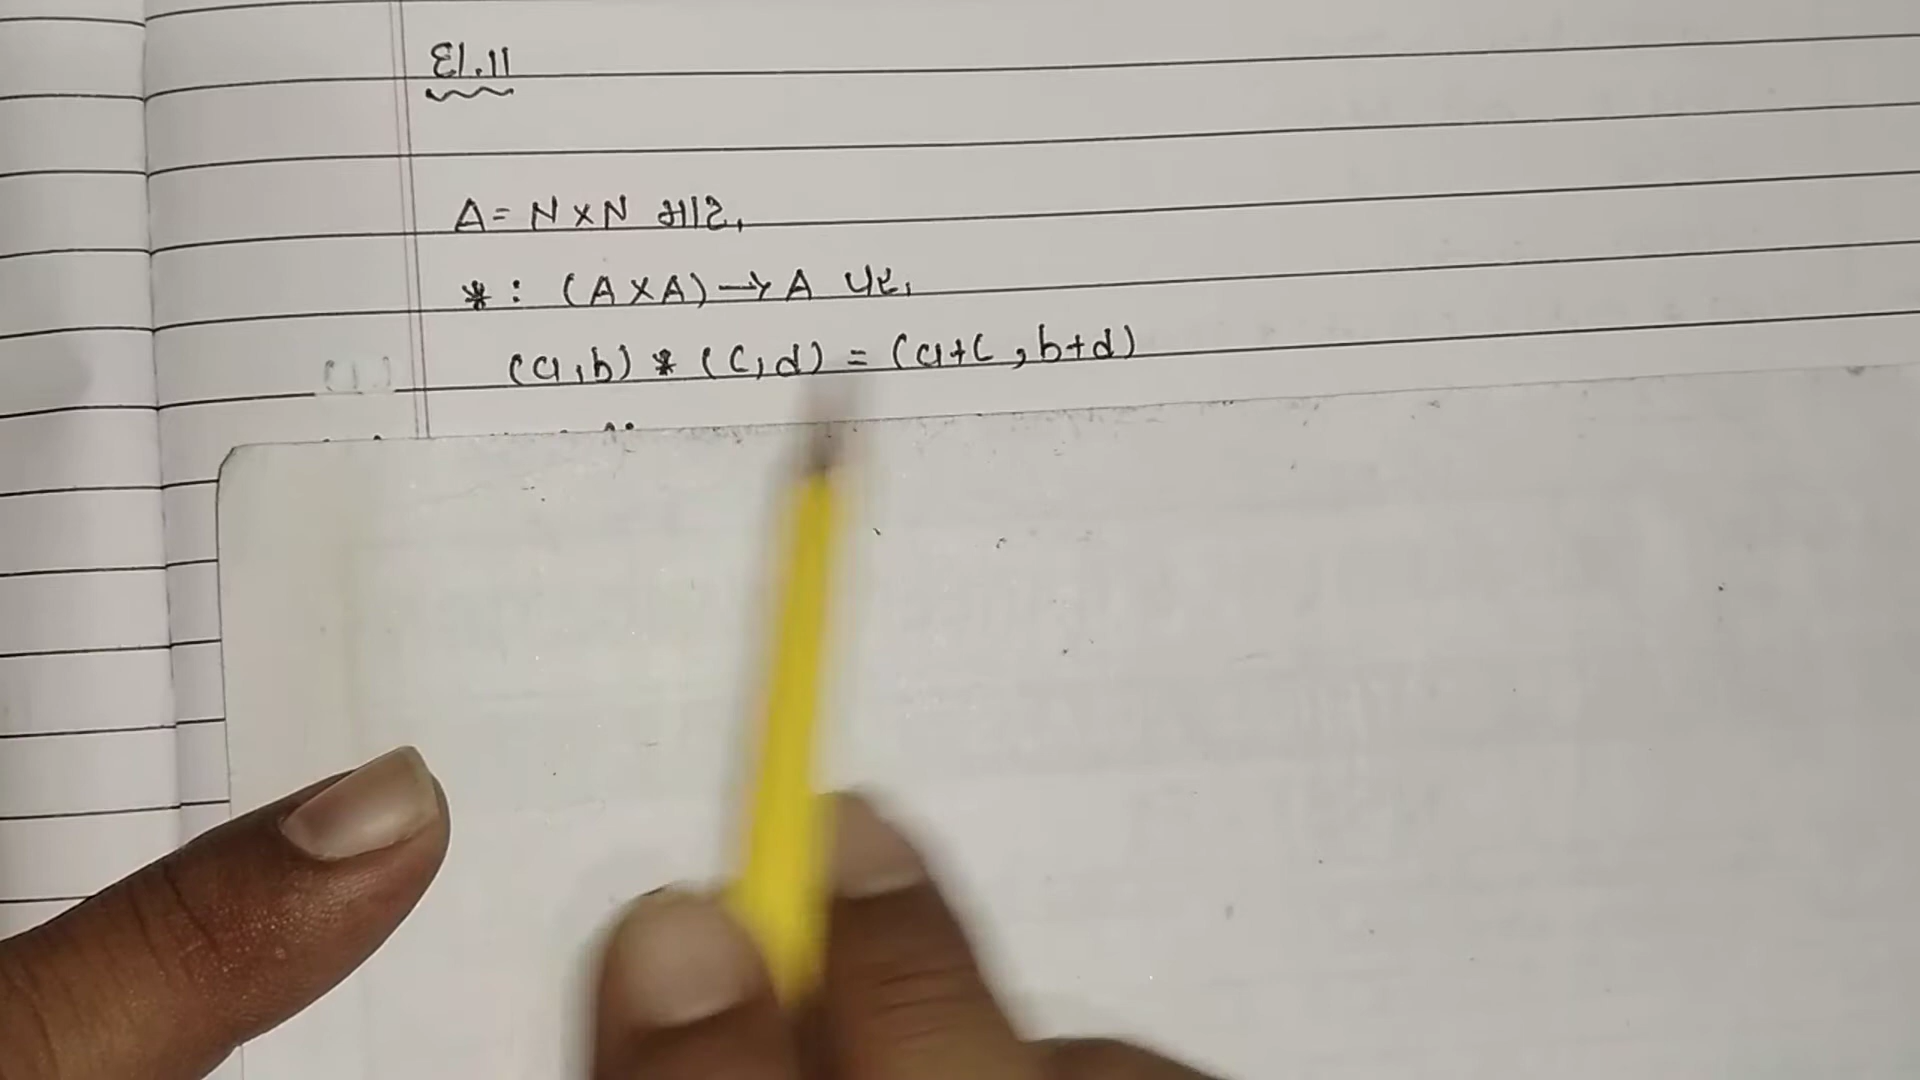 દા.11
A = N × N માટે,
* : (A × A) → A પર,
(a, b) * (c, d) = (a+c, b+d)